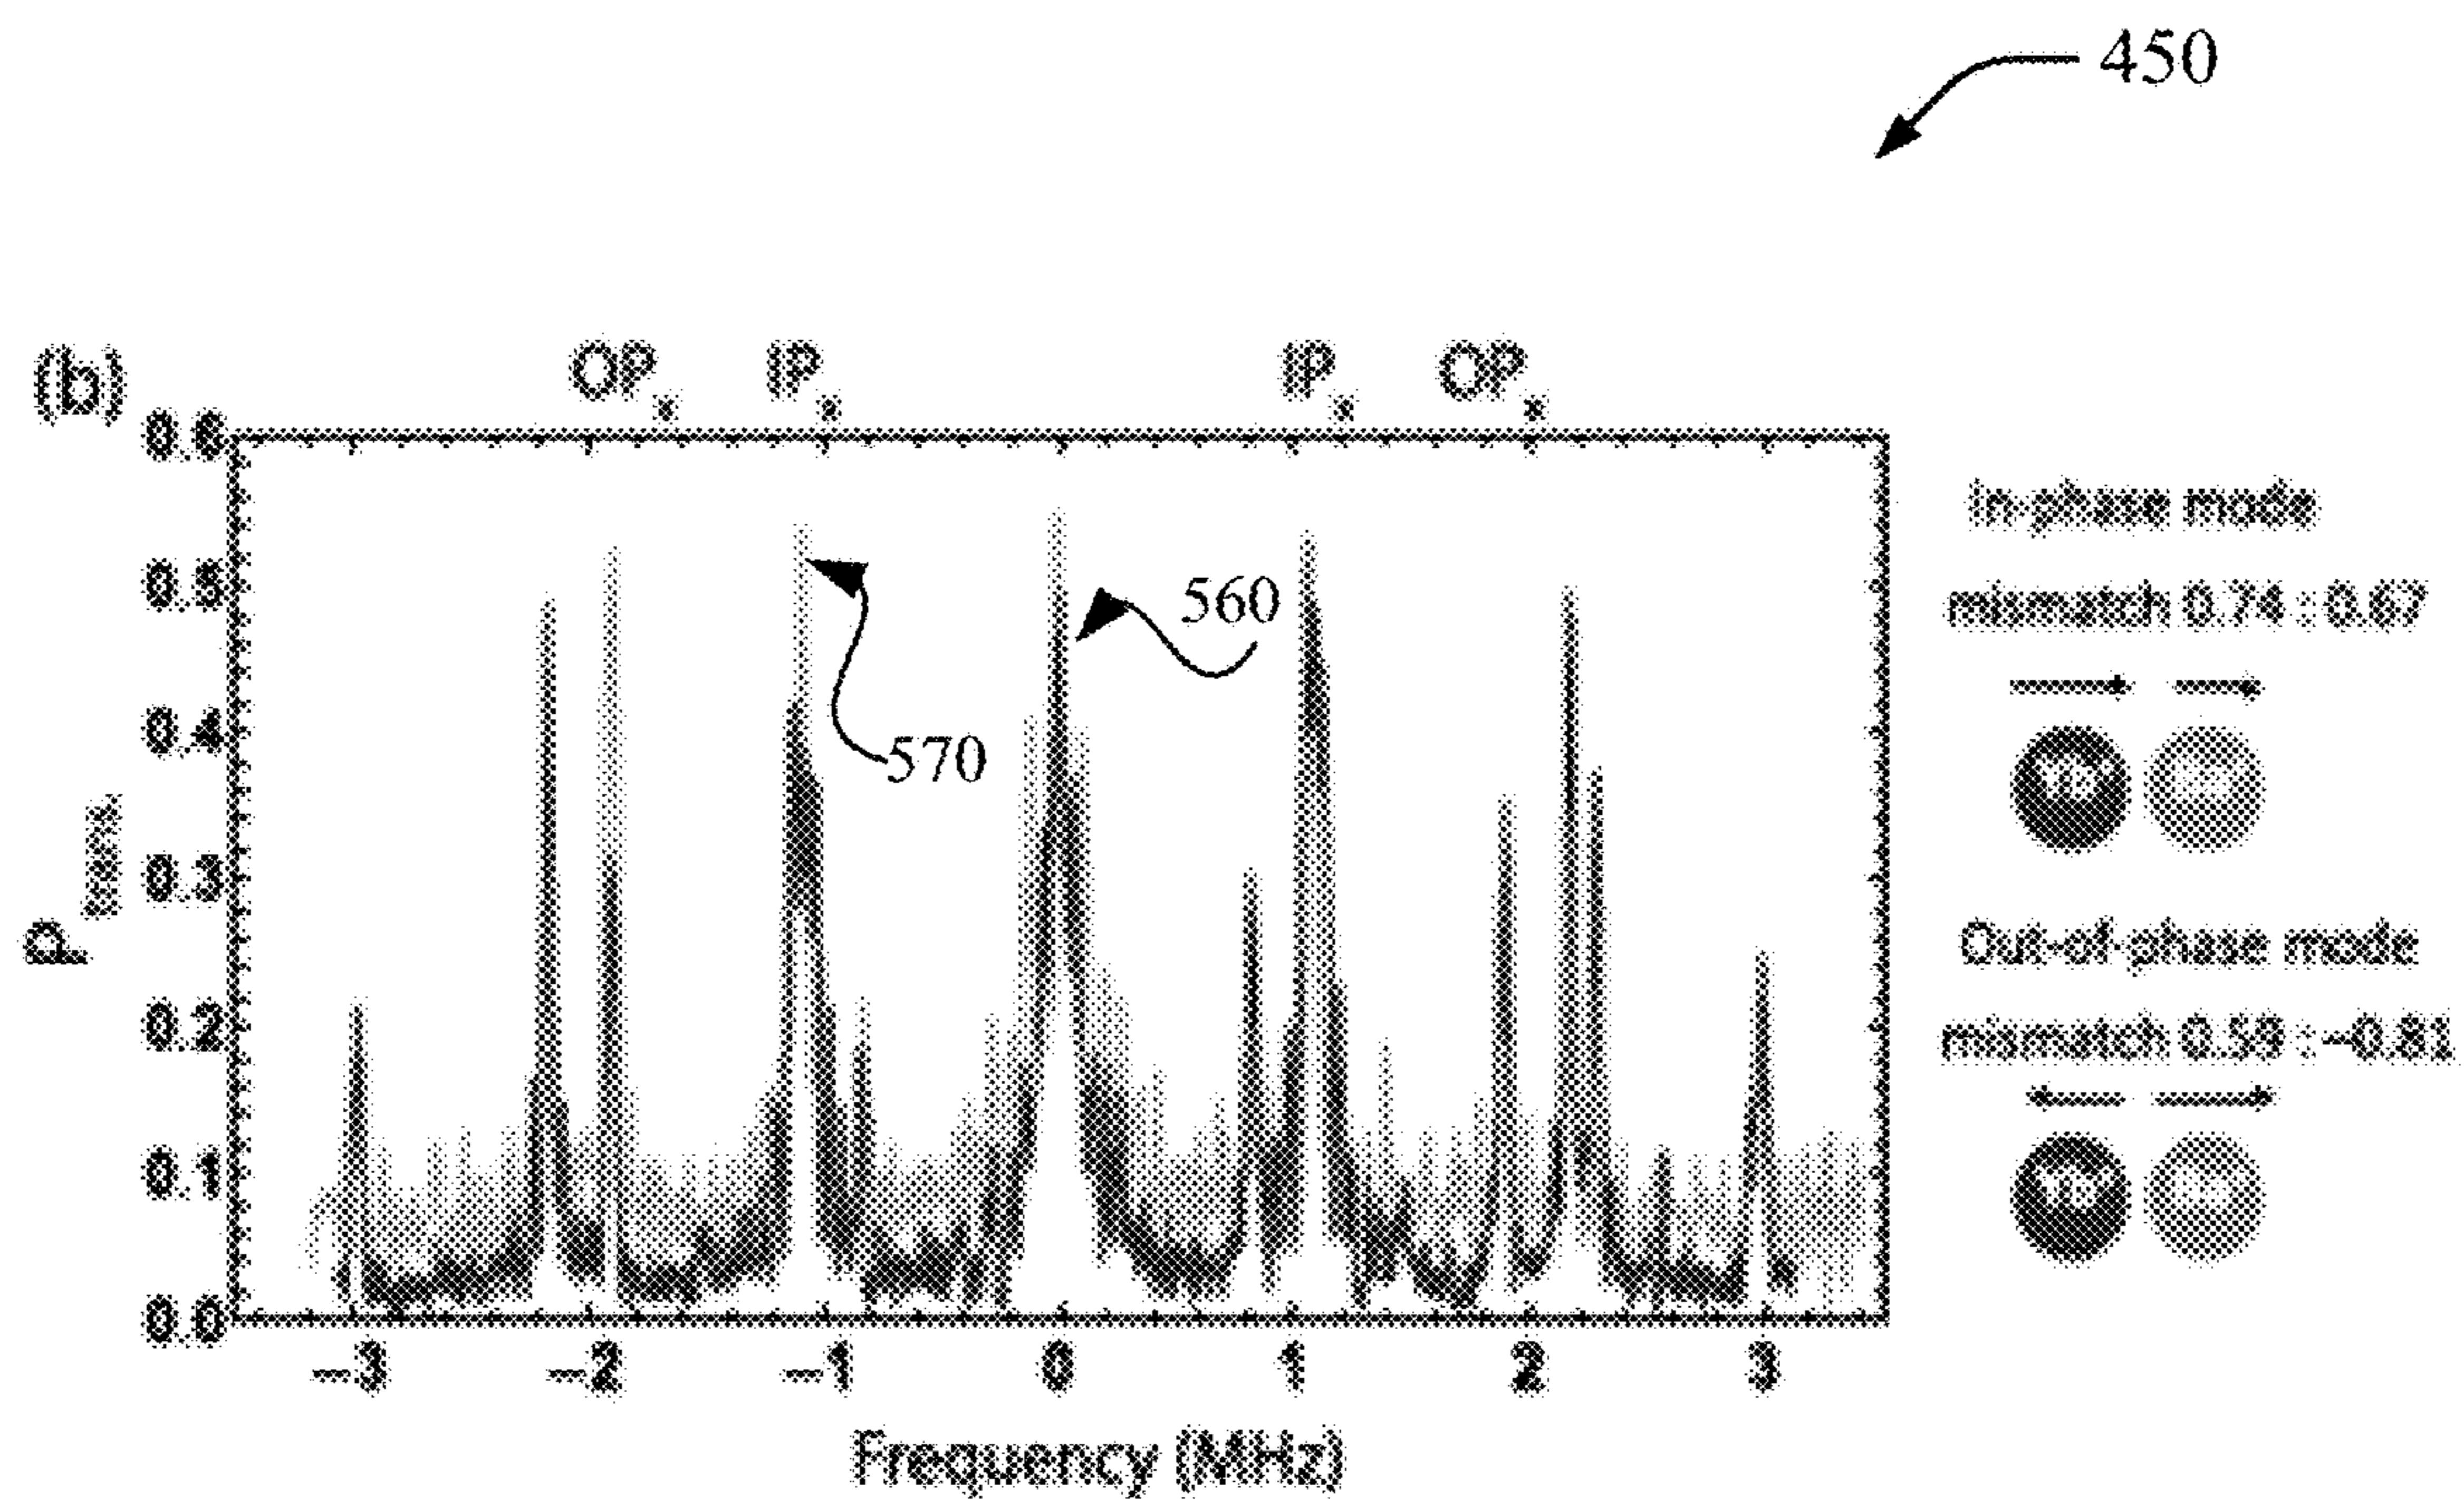 450
(b)
OPx IPx IPx OPx
0.6
0.5
0.4
0.3
0.2
0.1
0.0
560
570
−3 −2 −1 0 1 2 3
Frequency (MHz)
In-phase mode
mismatch 0.74 : 0.67
Out-of-phase mode
mismatch 0.59 : −0.81